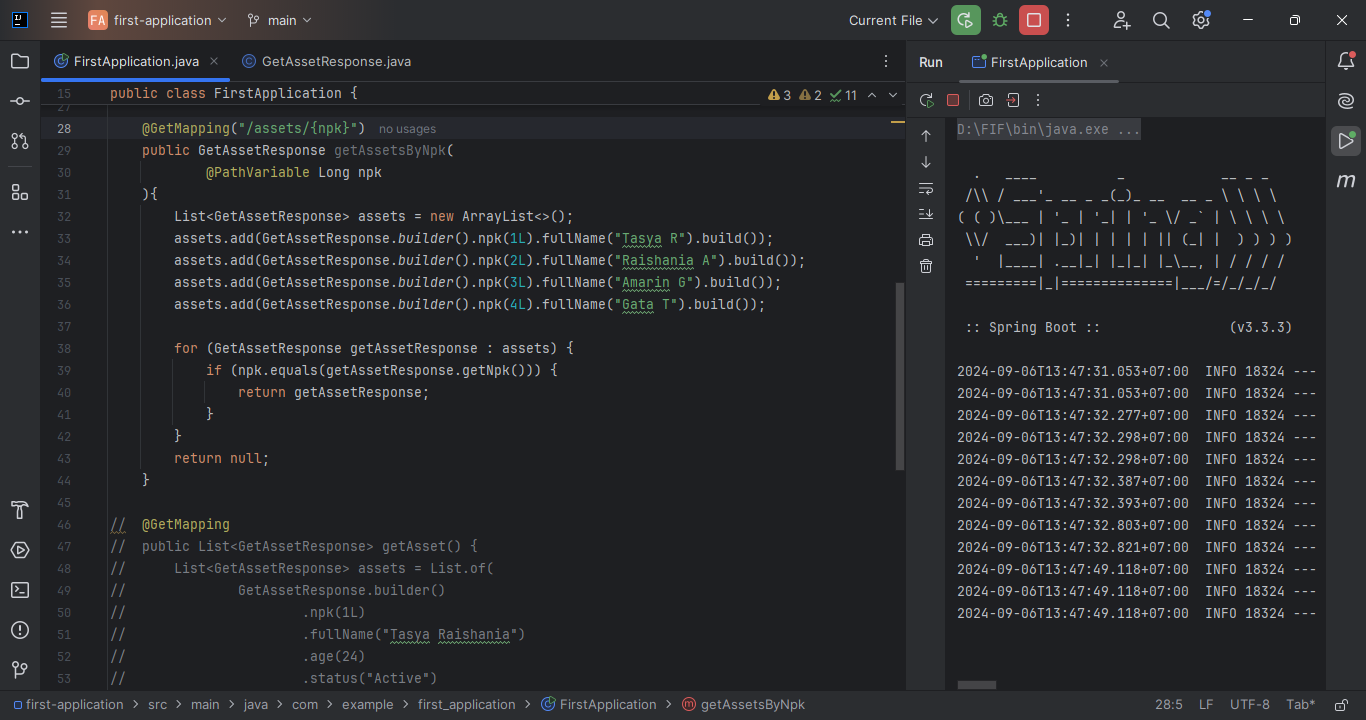 FA first-application main Current File
FirstApplication.java GetAssetResponse.java
15 public class FirstApplication { 3 2 11
27
28 @GetMapping("/assets/{npk}") no usages
29 public GetAssetResponse getAssetsByNpk(
30 @PathVariable Long npk
31 ){
32 List<GetAssetResponse> assets = new ArrayList<>();
33 assets.add(GetAssetResponse.builder().npk(1L).fullName("Tasya R").build());
34 assets.add(GetAssetResponse.builder().npk(2L).fullName("Raishania A").build());
35 assets.add(GetAssetResponse.builder().npk(3L).fullName("Amarin G").build());
36 assets.add(GetAssetResponse.builder().npk(4L).fullName("Gata T").build());
37
38 for (GetAssetResponse getAssetResponse : assets) {
39 if (npk.equals(getAssetResponse.getNpk())) {
40 return getAssetResponse;
41 }
42 }
43 return null;
44 }
45
46 // @GetMapping
47 // public List<GetAssetResponse> getAsset() {
48 // List<GetAssetResponse> assets = List.of(
49 // GetAssetResponse.builder()
50 // .npk(1L)
51 // .fullName("Tasya Raishania")
52 // .age(24)
53 // .status("Active")
Run FirstApplication
D:\FIF\bin\java.exe ...
  .   ____          _            __ _ _
 /\\ / ___'_ __ _ _(_)_ __  __ _ \ \ \ \
( ( )\___ | '_ | '_| | '_ \/ _` | \ \ \ \
 \\/  ___)| |_)| | | | | || (_| |  ) ) ) )
  '  |____| .__|_| |_|_| |_\__, | / / / /
 =========|_|==============|___/=/_/_/_/
:: Spring Boot :: (v3.3.3)
2024-09-06T13:47:31.053+07:00 INFO 18324 ---
2024-09-06T13:47:31.053+07:00 INFO 18324 ---
2024-09-06T13:47:32.277+07:00 INFO 18324 ---
2024-09-06T13:47:32.298+07:00 INFO 18324 ---
2024-09-06T13:47:32.298+07:00 INFO 18324 ---
2024-09-06T13:47:32.387+07:00 INFO 18324 ---
2024-09-06T13:47:32.393+07:00 INFO 18324 ---
2024-09-06T13:47:32.803+07:00 INFO 18324 ---
2024-09-06T13:47:32.821+07:00 INFO 18324 ---
2024-09-06T13:47:49.118+07:00 INFO 18324 ---
2024-09-06T13:47:49.118+07:00 INFO 18324 ---
2024-09-06T13:47:49.118+07:00 INFO 18324 ---
m
first-application > src > main > java > com > example > first_application > FirstApplication > m getAssetsByNpk 28:5 LF UTF-8 Tab*